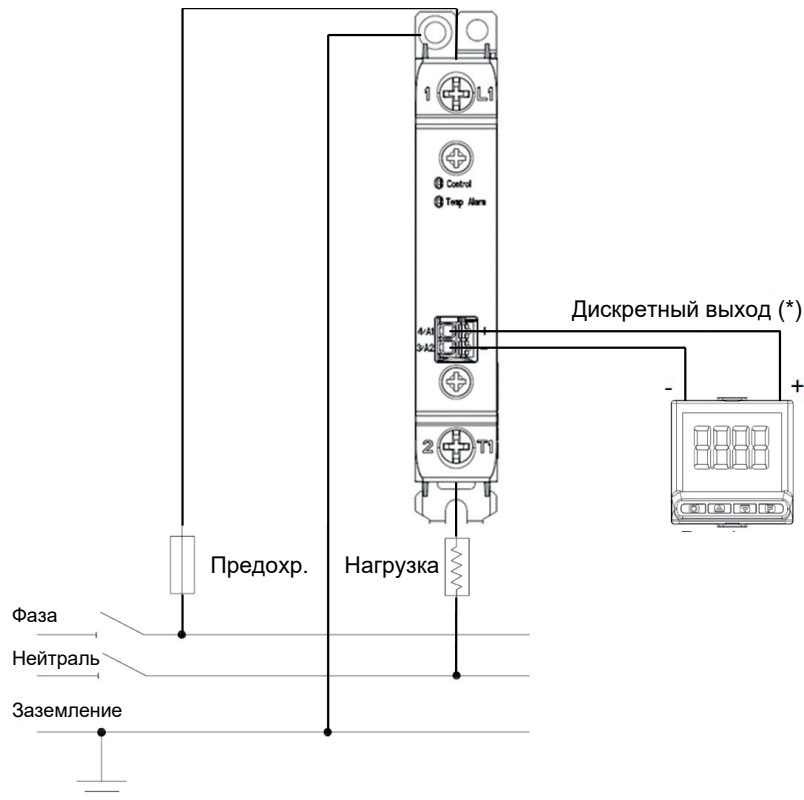 1 L1
Control
Temp Alarm
Дискретный выход (*)
4/A1 +
3/A2 -
- +
2 T1
Предохр. Нагрузка
Фаза
Нейтраль
Заземление